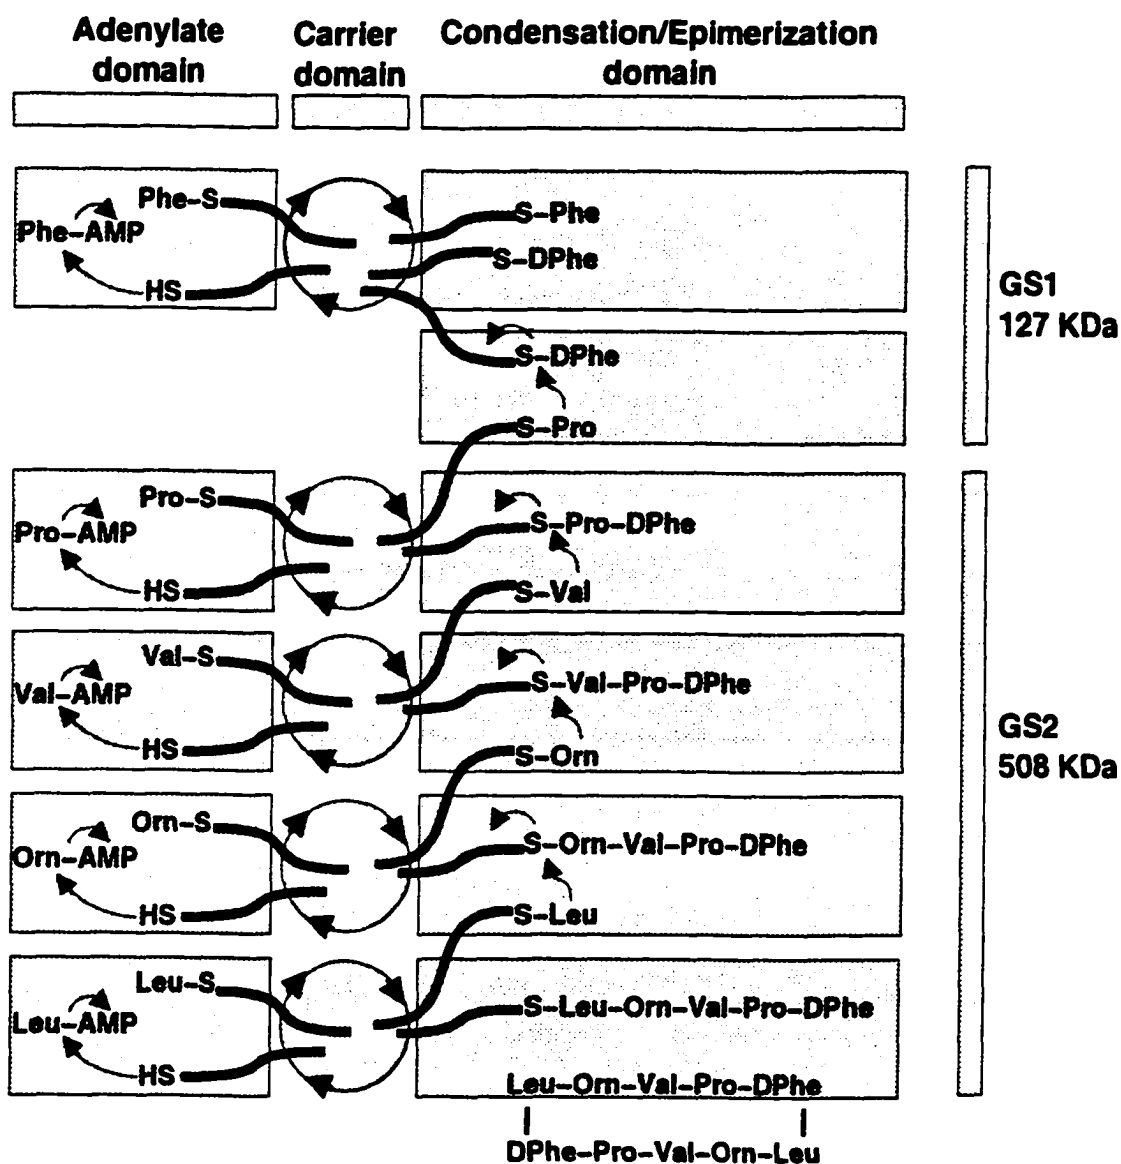 Adenylate domain
Carrier domain
Condensation/Epimerization domain
Phe-S
Phe-AMP
HS
S-Phe
S-DPhe
S-DPhe
S-Pro
GS1
127 KDa
Pro-S
Pro-AMP
HS
S-Pro-DPhe
S-Val
Val-S
Val-AMP
HS
S-Val-Pro-DPhe
S-Orn
GS2
508 KDa
Orn-S
Orn-AMP
HS
S-Orn-Val-Pro-DPhe
S-Leu
Leu-S
Leu-AMP
HS
S-Leu-Orn-Val-Pro-DPhe
Leu-Orn-Val-Pro-DPhe
DPhe-Pro-Val-Orn-Leu